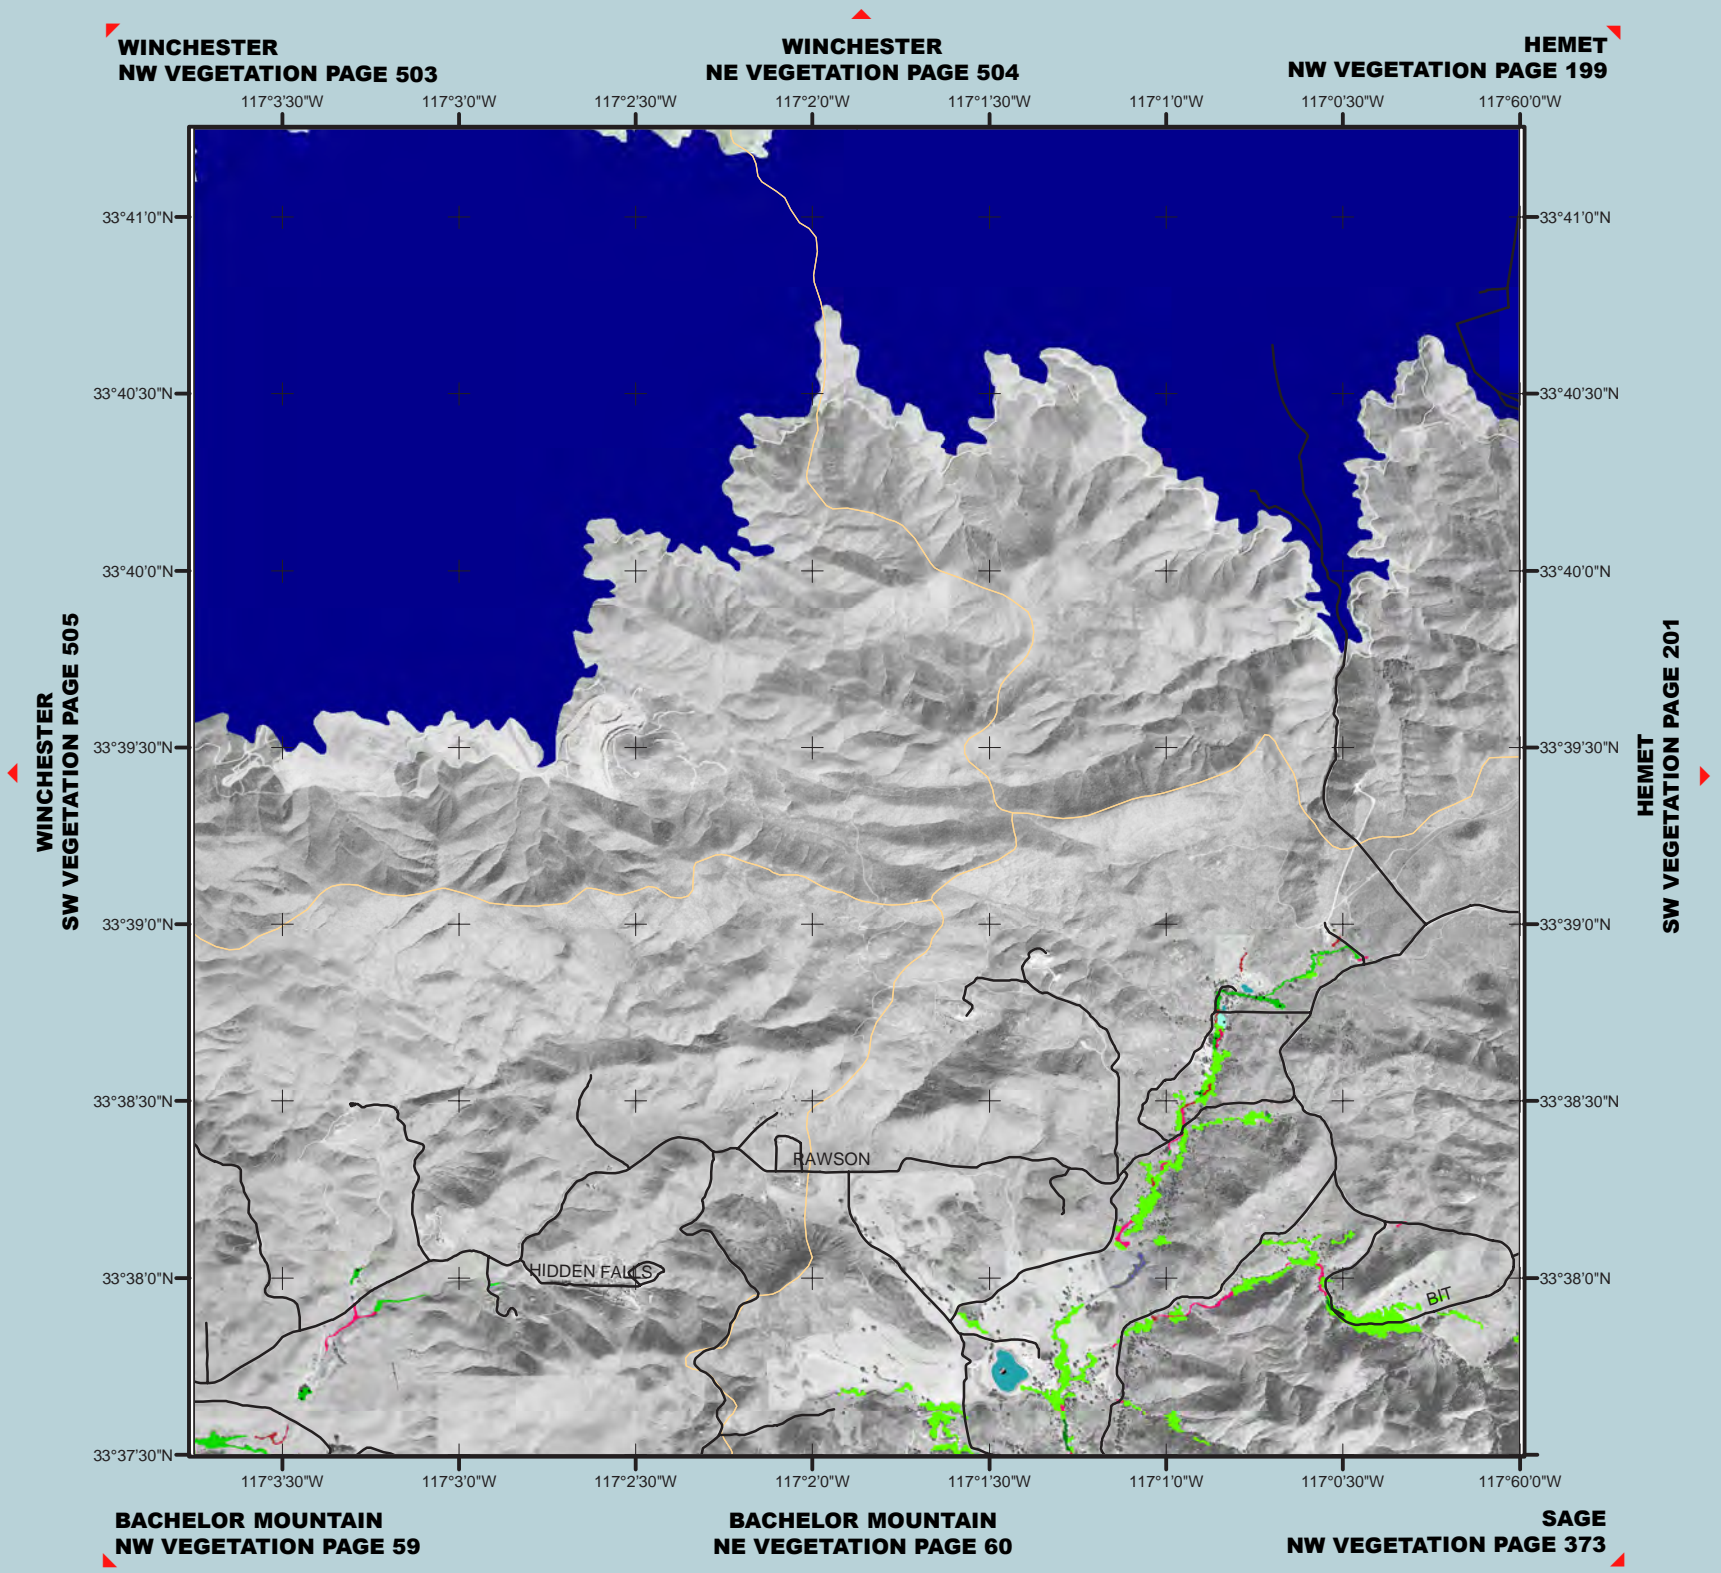 WINCHESTER
NW VEGETATION PAGE 503
WINCHESTER
NE VEGETATION PAGE 504
HEMET
NW VEGETATION PAGE 199
117°3'30"W
117°3'0"W
117°2'30"W
117°2'0"W
117°1'30"W
117°1'0"W
117°0'30"W
117°60'0"W
33°41'0"N
33°41'0"N
33°40'30"N
33°40'30"N
33°40'0"N
33°40'0"N
WINCHESTER
SW VEGETATION PAGE 505
HEMET
SW VEGETATION PAGE 201
33°39'30"N
33°39'30"N
33°39'0"N
33°39'0"N
33°38'30"N
33°38'30"N
RAWSON
HIDDEN FALLS
33°38'0"N
33°38'0"N
BIT
33°37'30"N
117°3'30"W
117°3'0"W
117°2'30"W
117°2'0"W
117°1'30"W
117°1'0"W
117°0'30"W
117°60'0"W
BACHELOR MOUNTAIN
NW VEGETATION PAGE 59
BACHELOR MOUNTAIN
NE VEGETATION PAGE 60
SAGE
NW VEGETATION PAGE 373